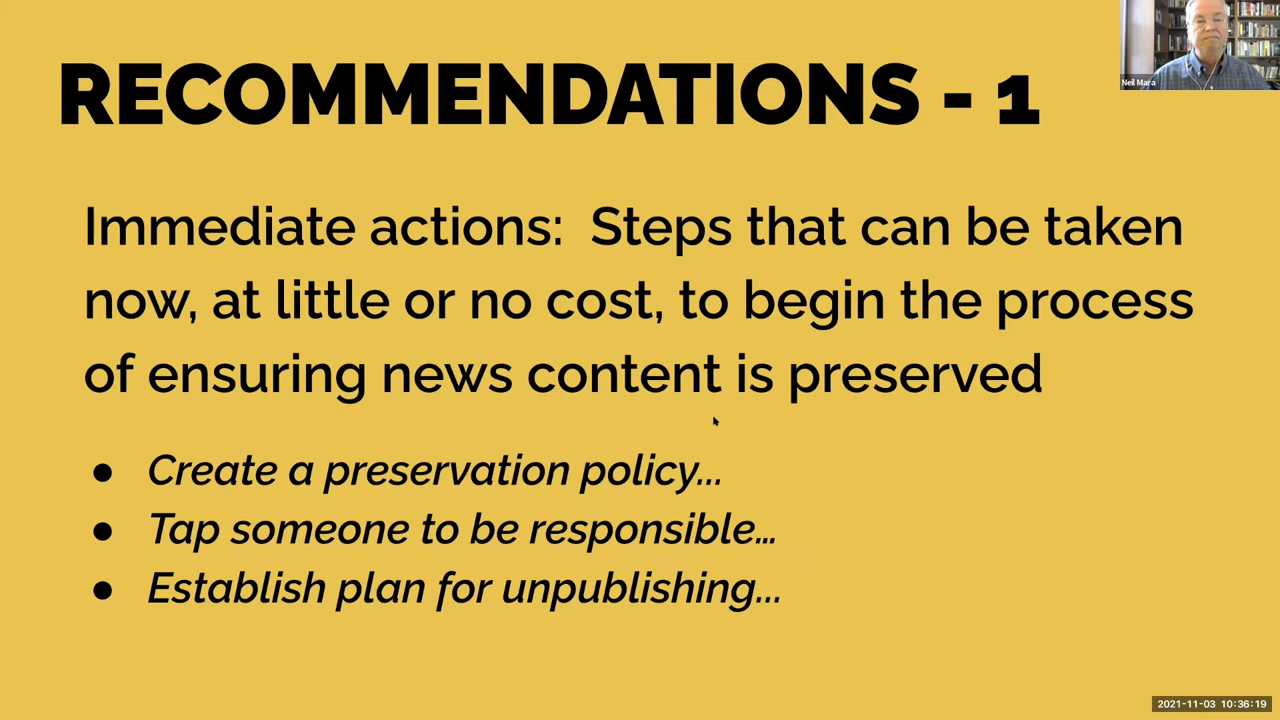 RECOMMENDATIONS - 1
Neil Mara
Immediate actions:  Steps that can be taken
now, at little or no cost, to begin the process
of ensuring news content is preserved
● Create a preservation policy...
● Tap someone to be responsible...
● Establish plan for unpublishing...
2021-11-03 10:36:19